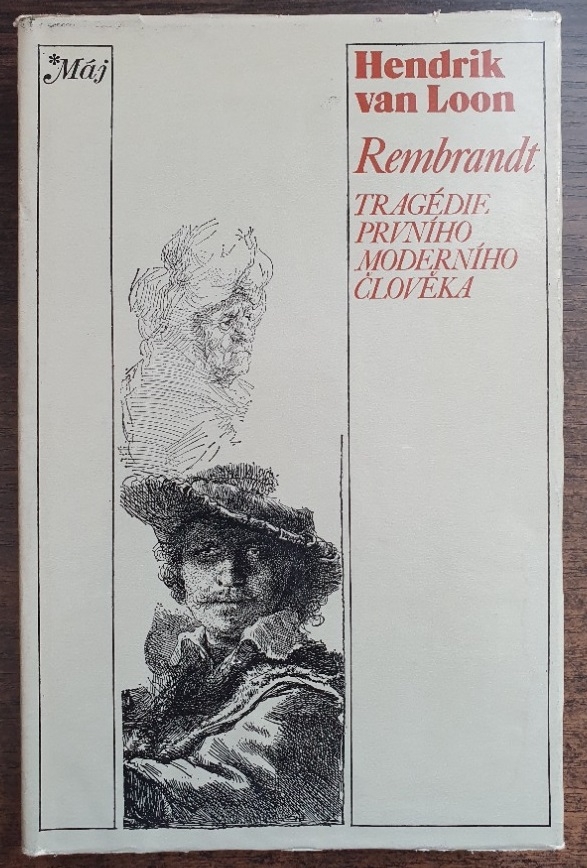 *Máj
Hendrik
van Loon
Rembrandt
TRAGÉDIE
PRVNÍHO
MODERNÍHO
ČLOVĚKA